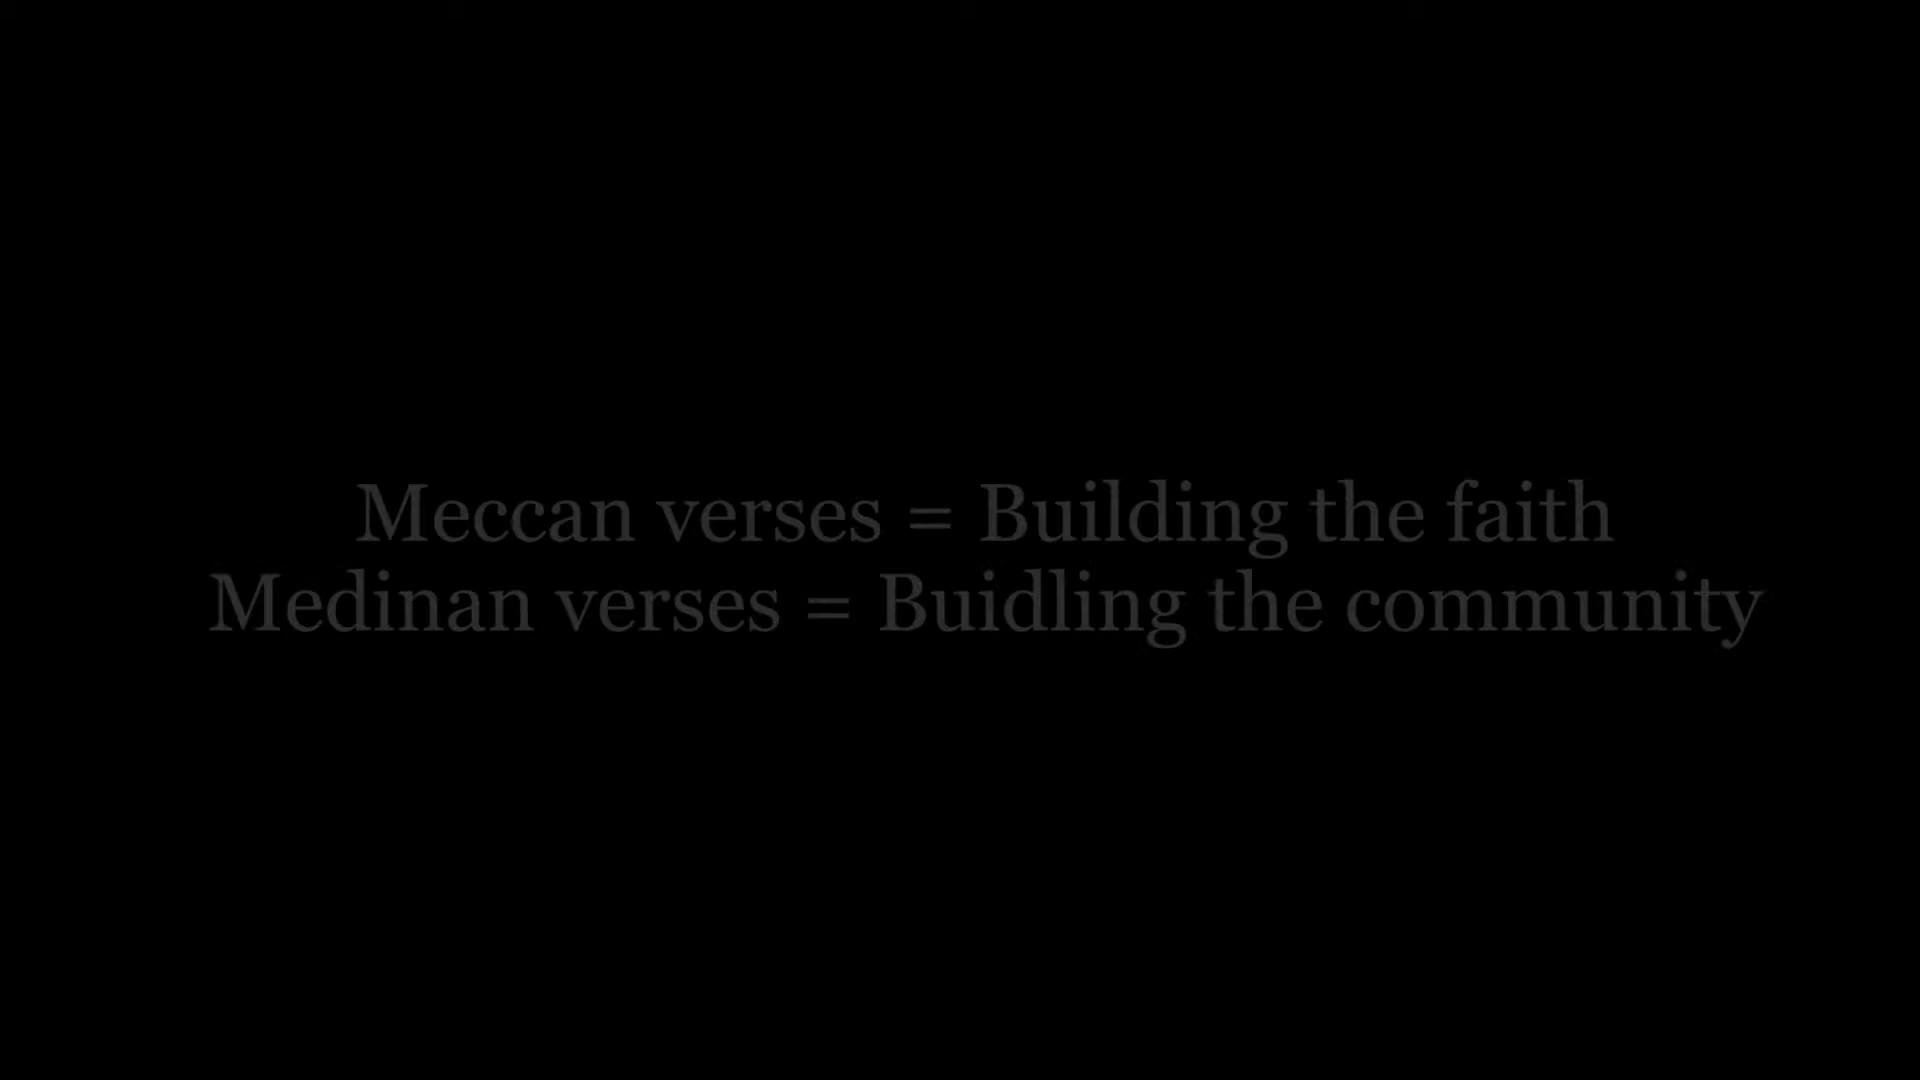 Meccan verses = Building the faith
Medinan verses = Buidling the community